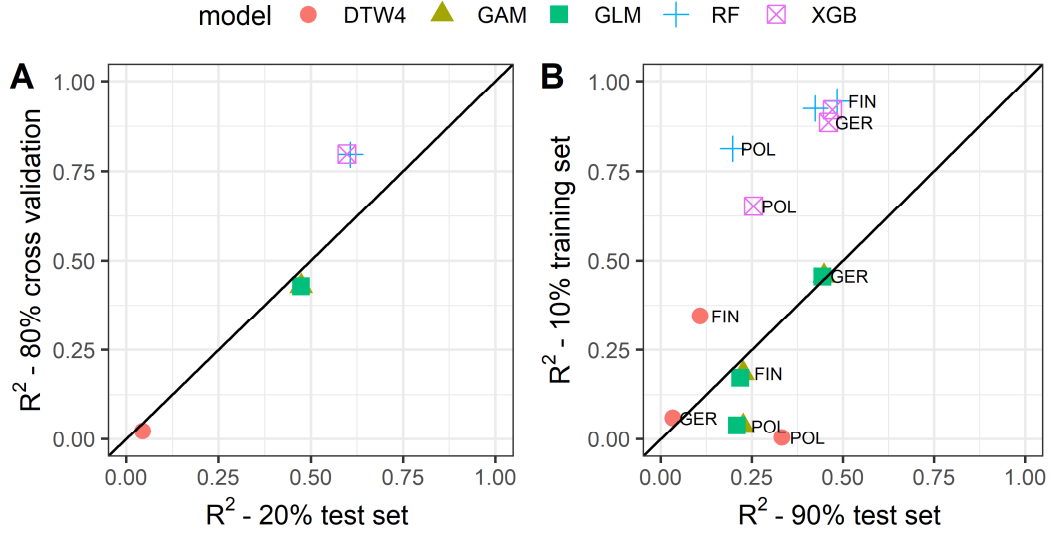 model DTW4 GAM GLM RF XGB
A
B
R² - 80% cross validation
1.00
0.75
0.50
0.25
0.00
0.00 0.25 0.50 0.75 1.00
R² - 20% test set
R² - 10% training set
1.00
0.75
0.50
0.25
0.00
FIN
GER
POL
POL
GER
FIN
FIN
GER
POL
POL
0.00 0.25 0.50 0.75 1.00
R² - 90% test set